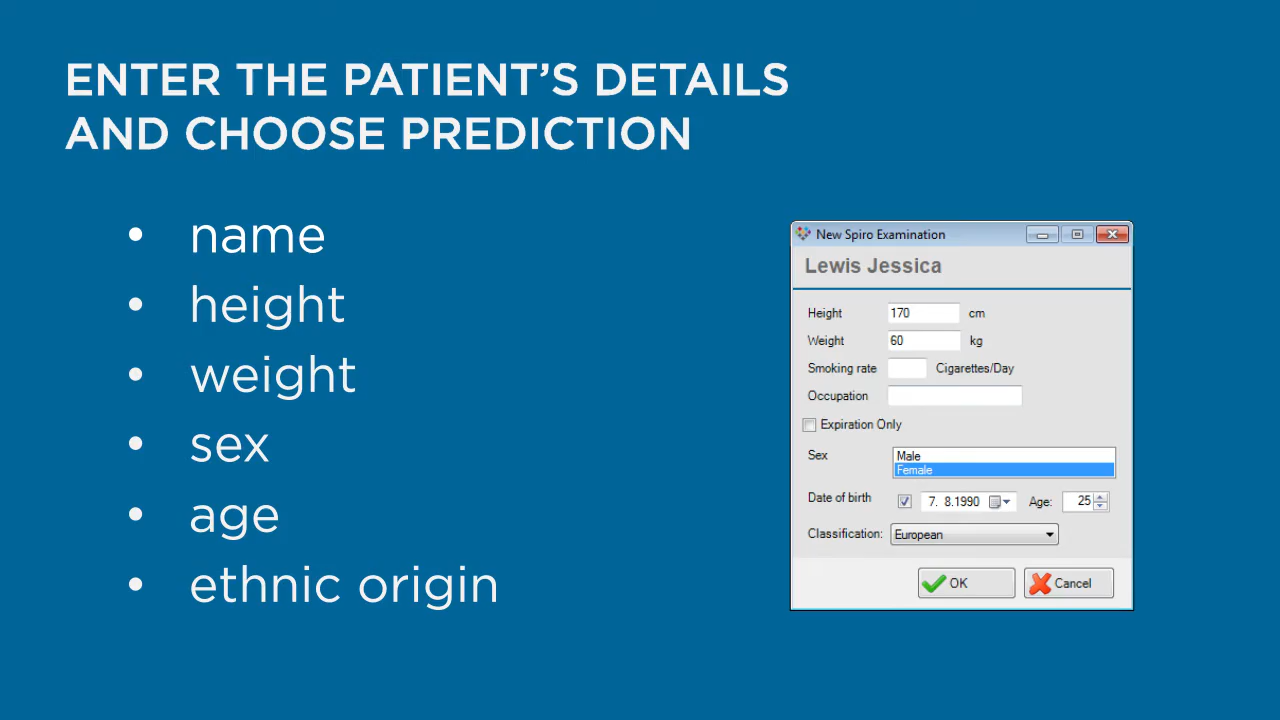 ENTER THE PATIENT’S DETAILS
AND CHOOSE PREDICTION
• name
• height
• weight
• sex
• age
• ethnic origin
New Spiro Examination
Lewis Jessica
Height 170 cm
Weight 60 kg
Smoking rate Cigarettes/Day
Occupation
Expiration Only
Sex Male
Female
Date of birth 7. 8.1990 Age: 25
Classification: European
OK Cancel